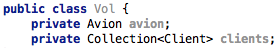 public class Vol {
private Avion avion;
private Collection<Client> clients;